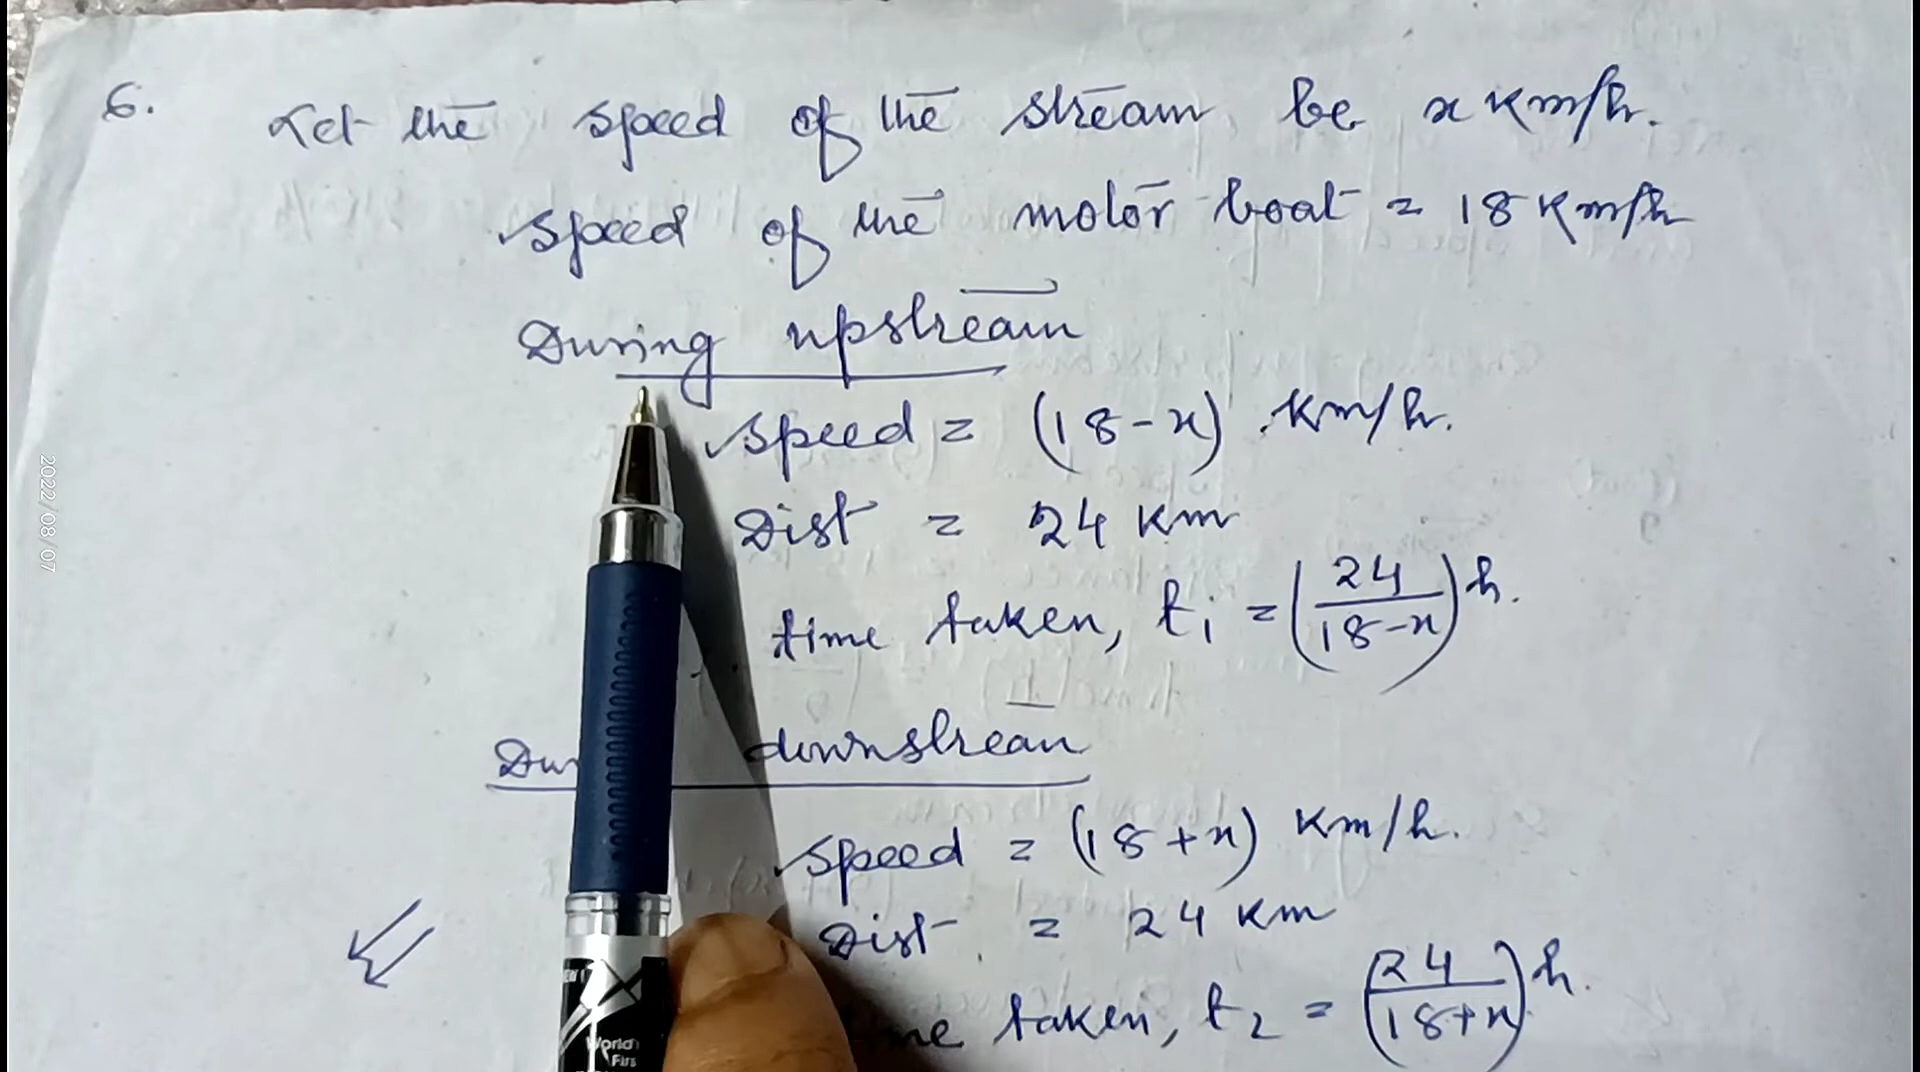 6. Let the speed of the stream be x km/h.
Speed of the motor boat = 18 km/h
During upstream
Speed = (18-x) km/h.
Dist = 24 km
time taken, t₁ = (24/18-x) h.
downstream
Speed = (18+x) km/h.
Dist = 24 km
taken, t₂ = (24/18+x) h.
2022/08/07
World'
Firs